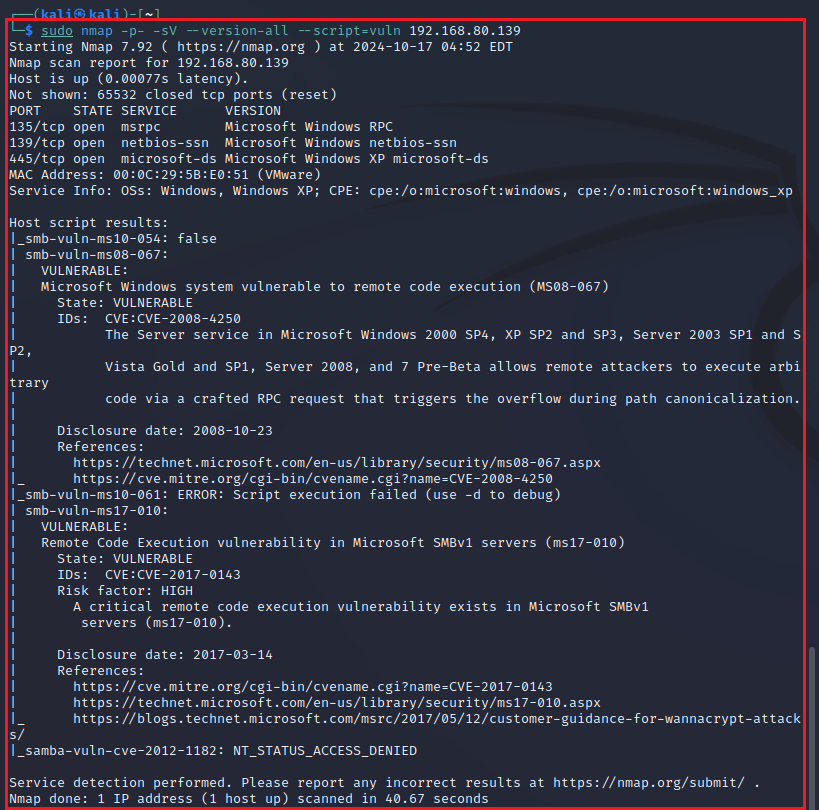 ┌──(kali㉿kali)-[~]
└─$ sudo nmap -p- -sV --version-all --script=vuln 192.168.80.139
Starting Nmap 7.92 ( https://nmap.org ) at 2024-10-17 04:52 EDT
Nmap scan report for 192.168.80.139
Host is up (0.00077s latency).
Not shown: 65532 closed tcp ports (reset)
PORT    STATE SERVICE      VERSION
135/tcp open  msrpc        Microsoft Windows RPC
139/tcp open  netbios-ssn  Microsoft Windows netbios-ssn
445/tcp open  microsoft-ds Microsoft Windows XP microsoft-ds
MAC Address: 00:0C:29:5B:E0:51 (VMware)
Service Info: OSs: Windows, Windows XP; CPE: cpe:/o:microsoft:windows, cpe:/o:microsoft:windows_xp

Host script results:
|_smb-vuln-ms10-054: false
| smb-vuln-ms08-067:
|   VULNERABLE:
|   Microsoft Windows system vulnerable to remote code execution (MS08-067)
|     State: VULNERABLE
|     IDs:  CVE:CVE-2008-4250
|           The Server service in Microsoft Windows 2000 SP4, XP SP2 and SP3, Server 2003 SP1 and S
P2,
|           Vista Gold and SP1, Server 2008, and 7 Pre-Beta allows remote attackers to execute arbi
trary
|           code via a crafted RPC request that triggers the overflow during path canonicalization.
|
|     Disclosure date: 2008-10-23
|     References:
|       https://technet.microsoft.com/en-us/library/security/ms08-067.aspx
|_      https://cve.mitre.org/cgi-bin/cvename.cgi?name=CVE-2008-4250
|_smb-vuln-ms10-061: ERROR: Script execution failed (use -d to debug)
| smb-vuln-ms17-010:
|   VULNERABLE:
|   Remote Code Execution vulnerability in Microsoft SMBv1 servers (ms17-010)
|     State: VULNERABLE
|     IDs:  CVE:CVE-2017-0143
|     Risk factor: HIGH
|       A critical remote code execution vulnerability exists in Microsoft SMBv1
|        servers (ms17-010).
|
|     Disclosure date: 2017-03-14
|     References:
|       https://cve.mitre.org/cgi-bin/cvename.cgi?name=CVE-2017-0143
|       https://technet.microsoft.com/en-us/library/security/ms17-010.aspx
|_      https://blogs.technet.microsoft.com/msrc/2017/05/12/customer-guidance-for-wannacrypt-attack
s/
|_samba-vuln-cve-2012-1182: NT_STATUS_ACCESS_DENIED

Service detection performed. Please report any incorrect results at https://nmap.org/submit/ .
Nmap done: 1 IP address (1 host up) scanned in 40.67 seconds